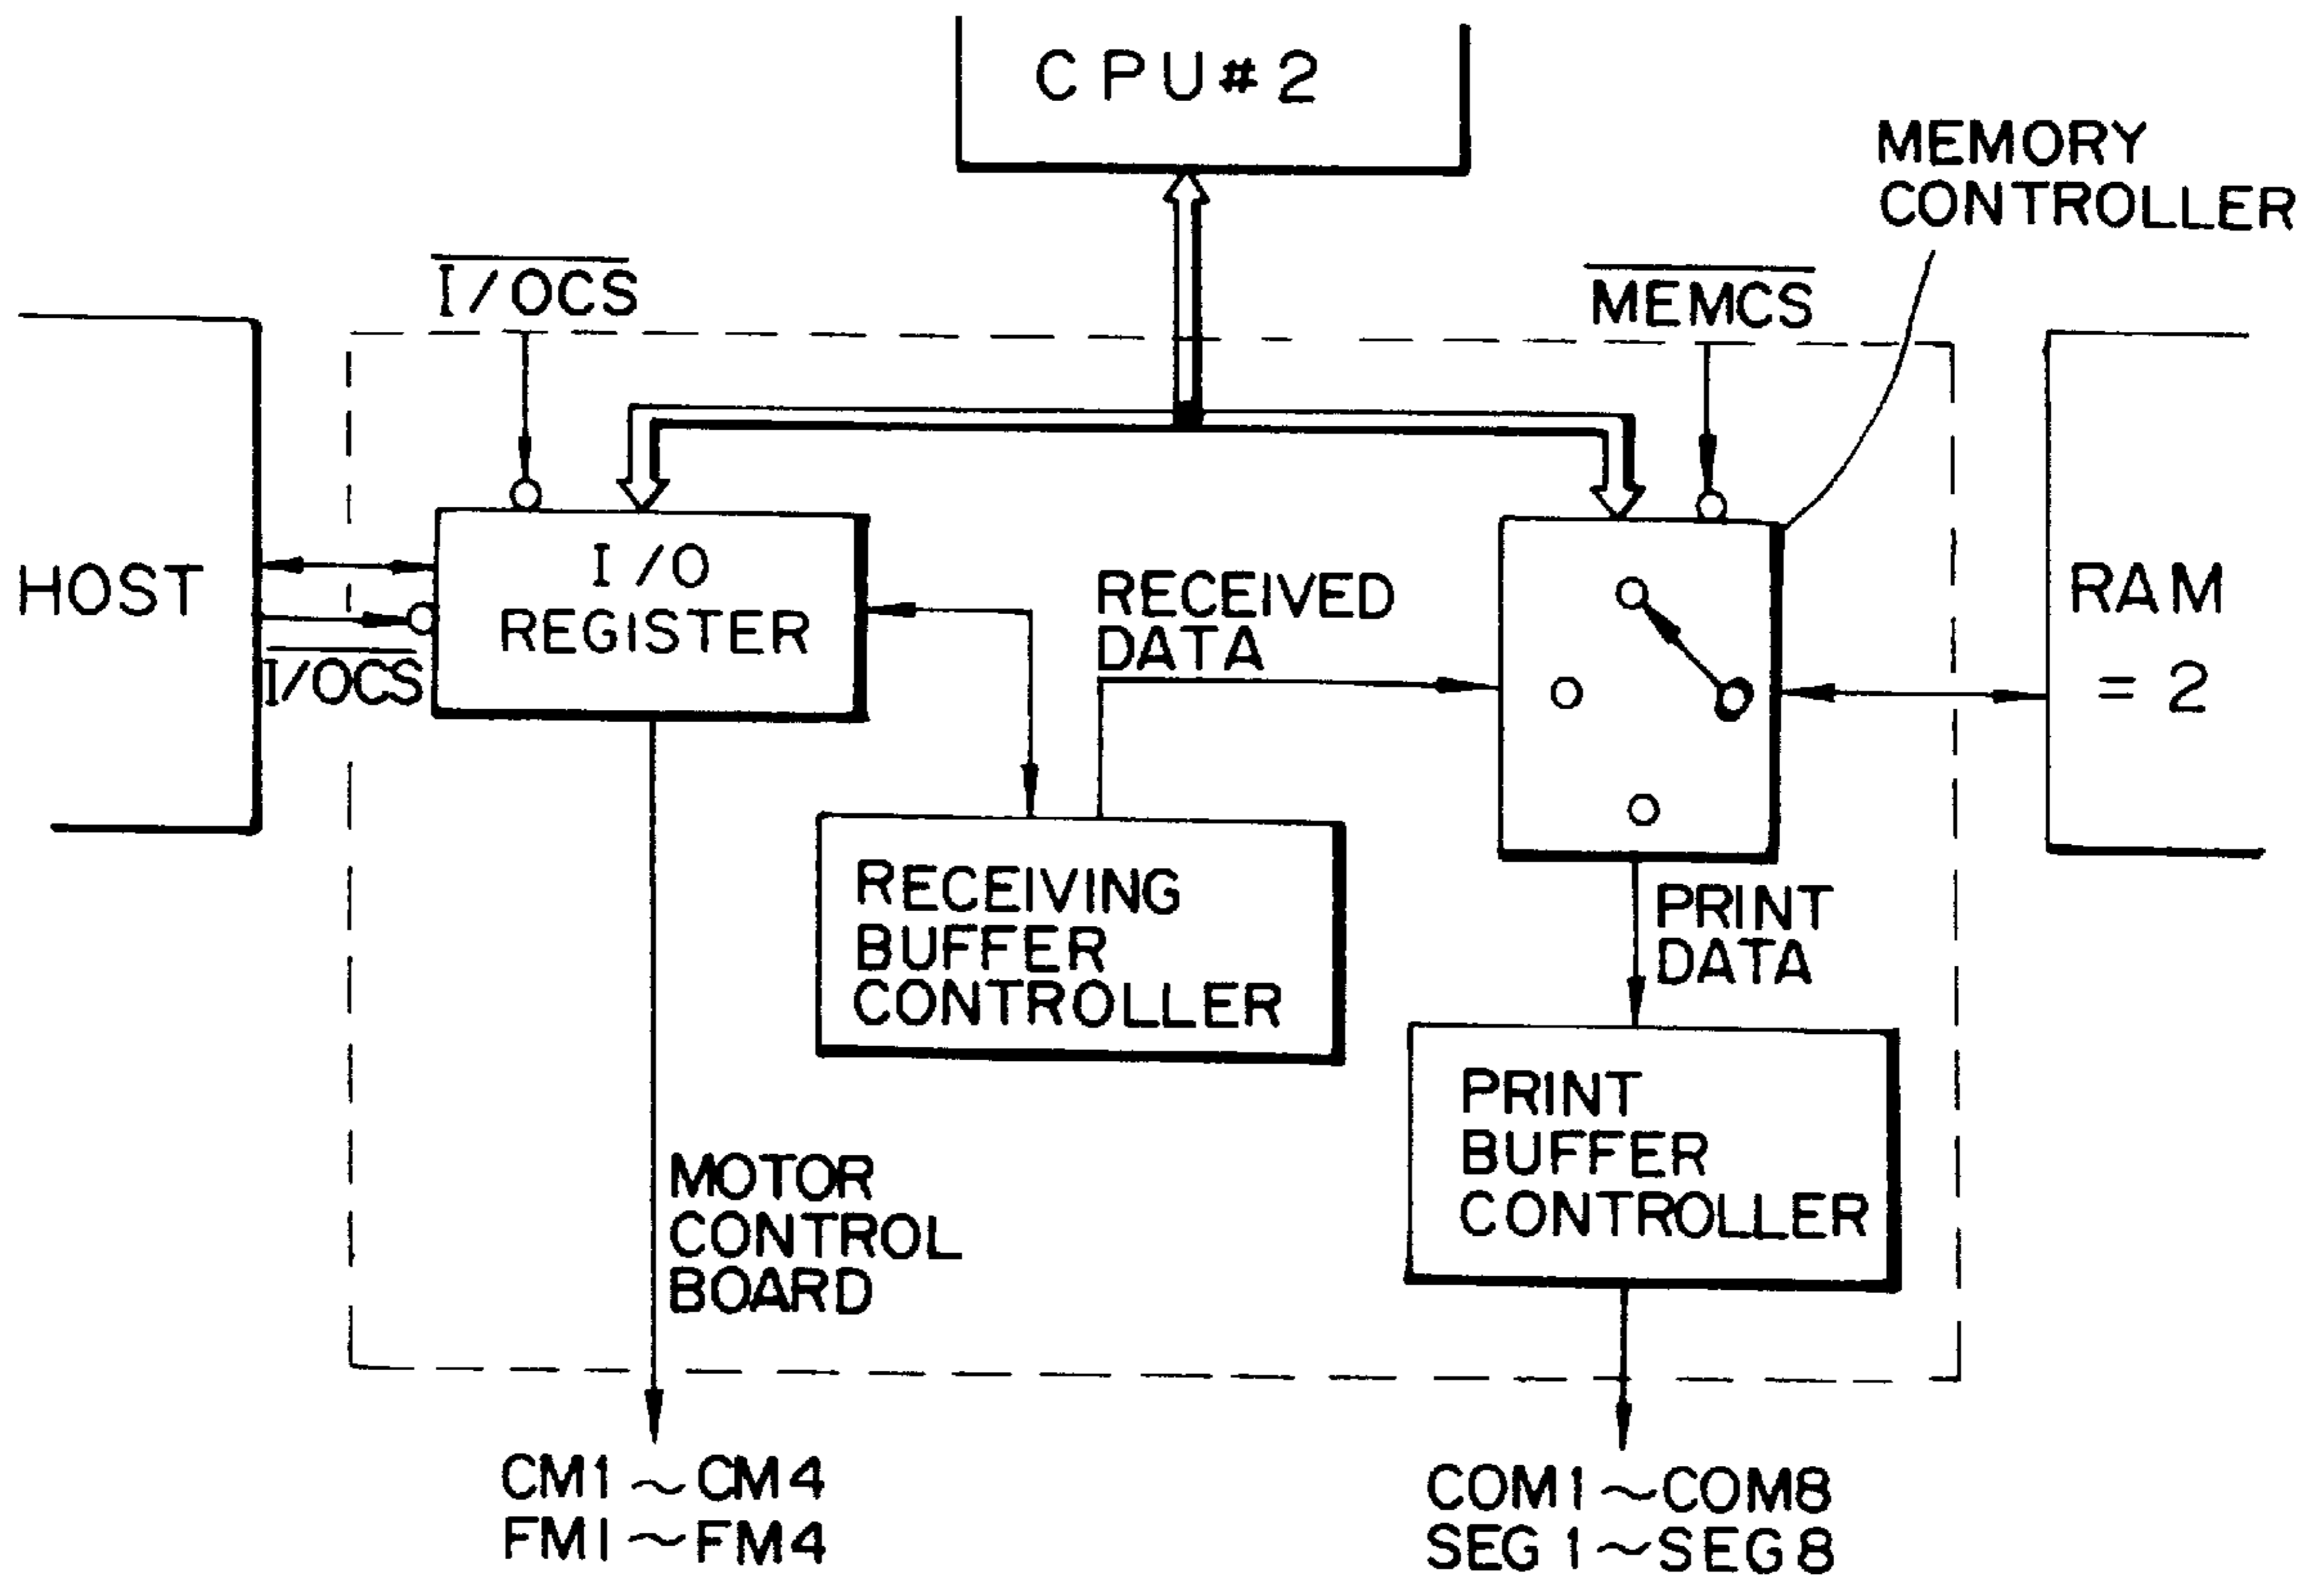 CPU#2
MEMORY
CONTROLLER
I/OCS
MEMCS
HOST
I/O
REGISTER
I/OCS
RECEIVED
DATA
RAM
= 2
RECEIVING
BUFFER
CONTROLLER
PRINT
DATA
PRINT
BUFFER
CONTROLLER
MOTOR
CONTROL
BOARD
CM1~CM4
FM1~FM4
COM1~COM8
SEG1~SEG8